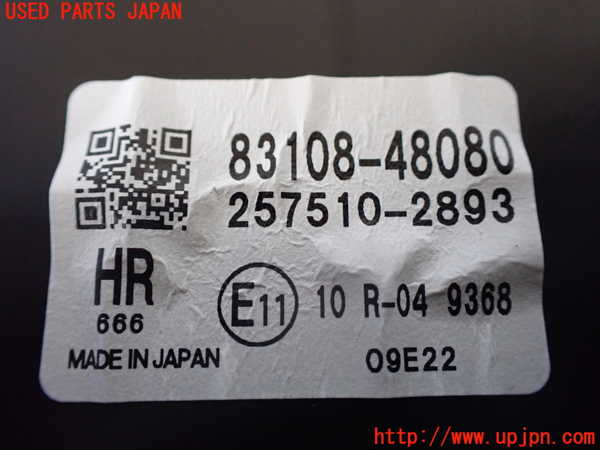 USED PARTS JAPAN
83108-48080
257510-2893
HR
666
E11 10 R-04 9368
MADE IN JAPAN 09E22
http://www.upjpn.com/